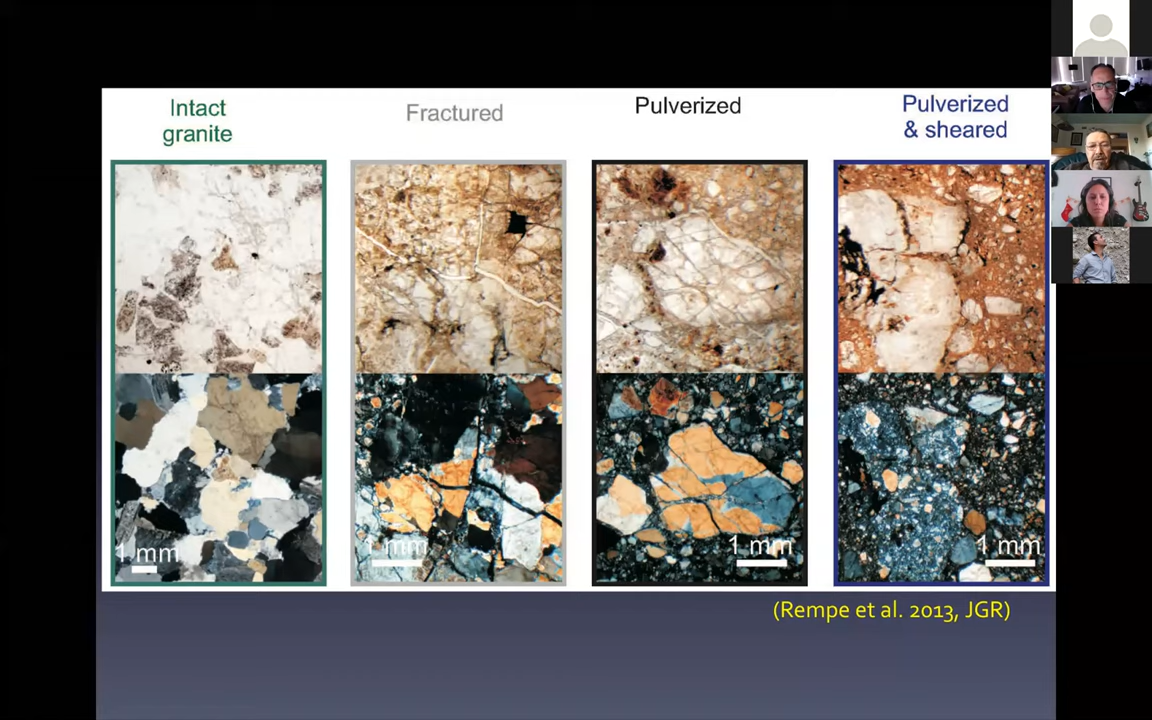 Intact
granite
Fractured
Pulverized
Pulverized
& sheared
1 mm
1 mm
1 mm
1 mm
(Rempe et al. 2013, JGR)